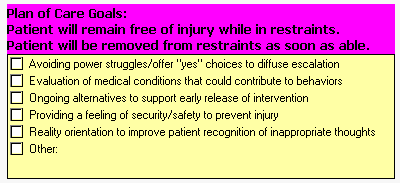 Plan of Care Goals:
Patient will remain free of injury while in restraints.
Patient will be removed from restraints as soon as able.
Avoiding power struggles/offer "yes" choices to diffuse escalation
Evaluation of medical conditions that could contribute to behaviors
Ongoing alternatives to support early release of intervention
Providing a feeling of security/safety to prevent injury
Reality orientation to improve patient recognition of inappropriate thoughts
Other: